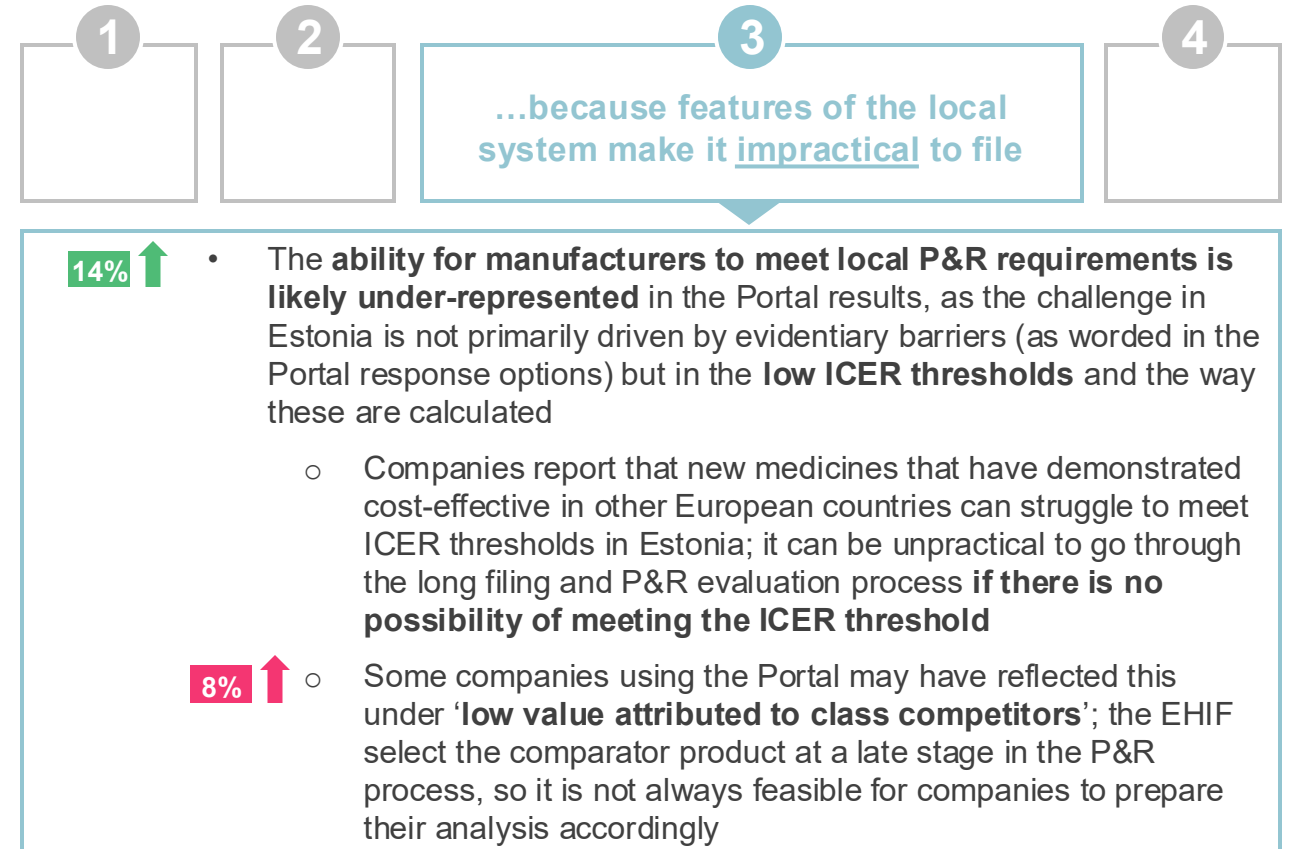 1
2
3
4
…because features of the local
system make it impractical to file
14%
• The ability for manufacturers to meet local P&R requirements is
likely under-represented in the Portal results, as the challenge in
Estonia is not primarily driven by evidentiary barriers (as worded in the
Portal response options) but in the low ICER thresholds and the way
these are calculated
o Companies report that new medicines that have demonstrated
cost-effective in other European countries can struggle to meet
ICER thresholds in Estonia; it can be unpractical to go through
the long filing and P&R evaluation process if there is no
possibility of meeting the ICER threshold
8%
o Some companies using the Portal may have reflected this
under ‘low value attributed to class competitors’; the EHIF
select the comparator product at a late stage in the P&R
process, so it is not always feasible for companies to prepare
their analysis accordingly